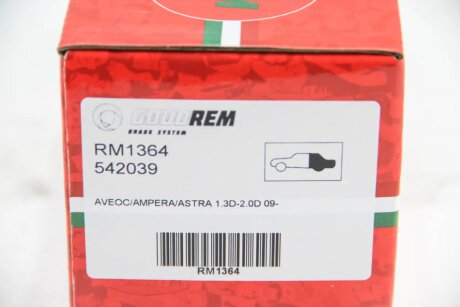 GOODREM
BRAKE SYSTEM
RM1364
542039
AVEOC/AMPERA/ASTRA 1.3D-2.0D 09-
RM1364